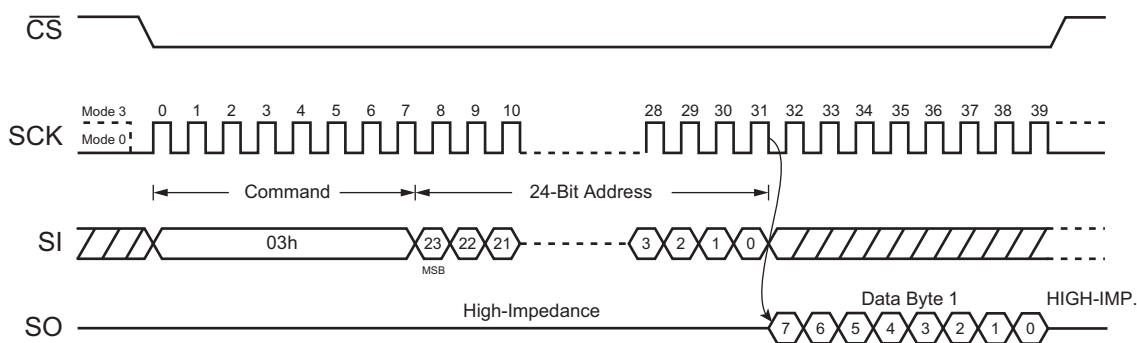 CS
Mode 3 0 1 2 3 4 5 6 7 8 9 10 28 29 30 31 32 33 34 35 36 37 38 39
SCK
Mode 0
Command 24-Bit Address
SI 03h 23 22 21 3 2 1 0
MSB
High-Impedance Data Byte 1 HIGH-IMP.
SO 7 6 5 4 3 2 1 0